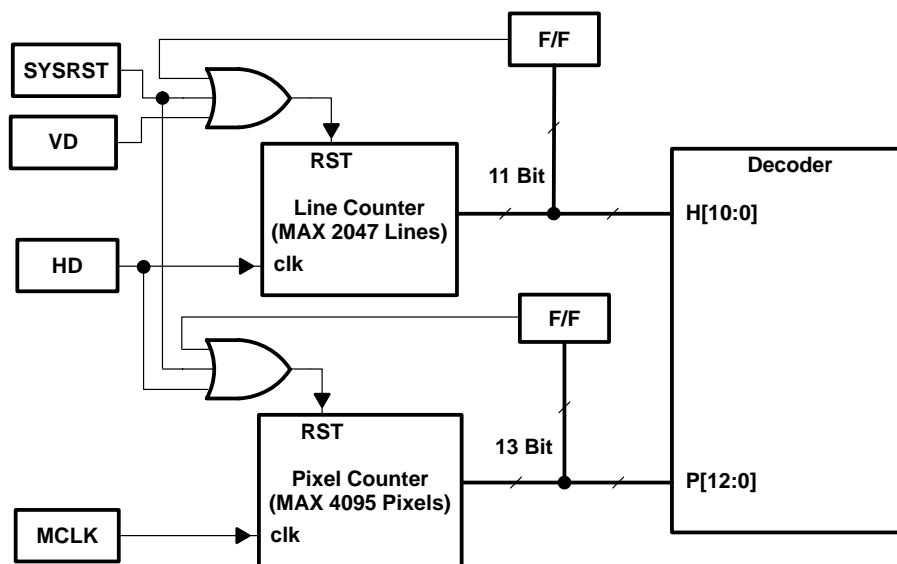 F/F
SYSRST
VD
RST
Decoder
11 Bit
Line Counter
(MAX 2047 Lines)
H[10:0]
HD
clk
F/F
RST
13 Bit
Pixel Counter
(MAX 4095 Pixels)
P[12:0]
MCLK
clk